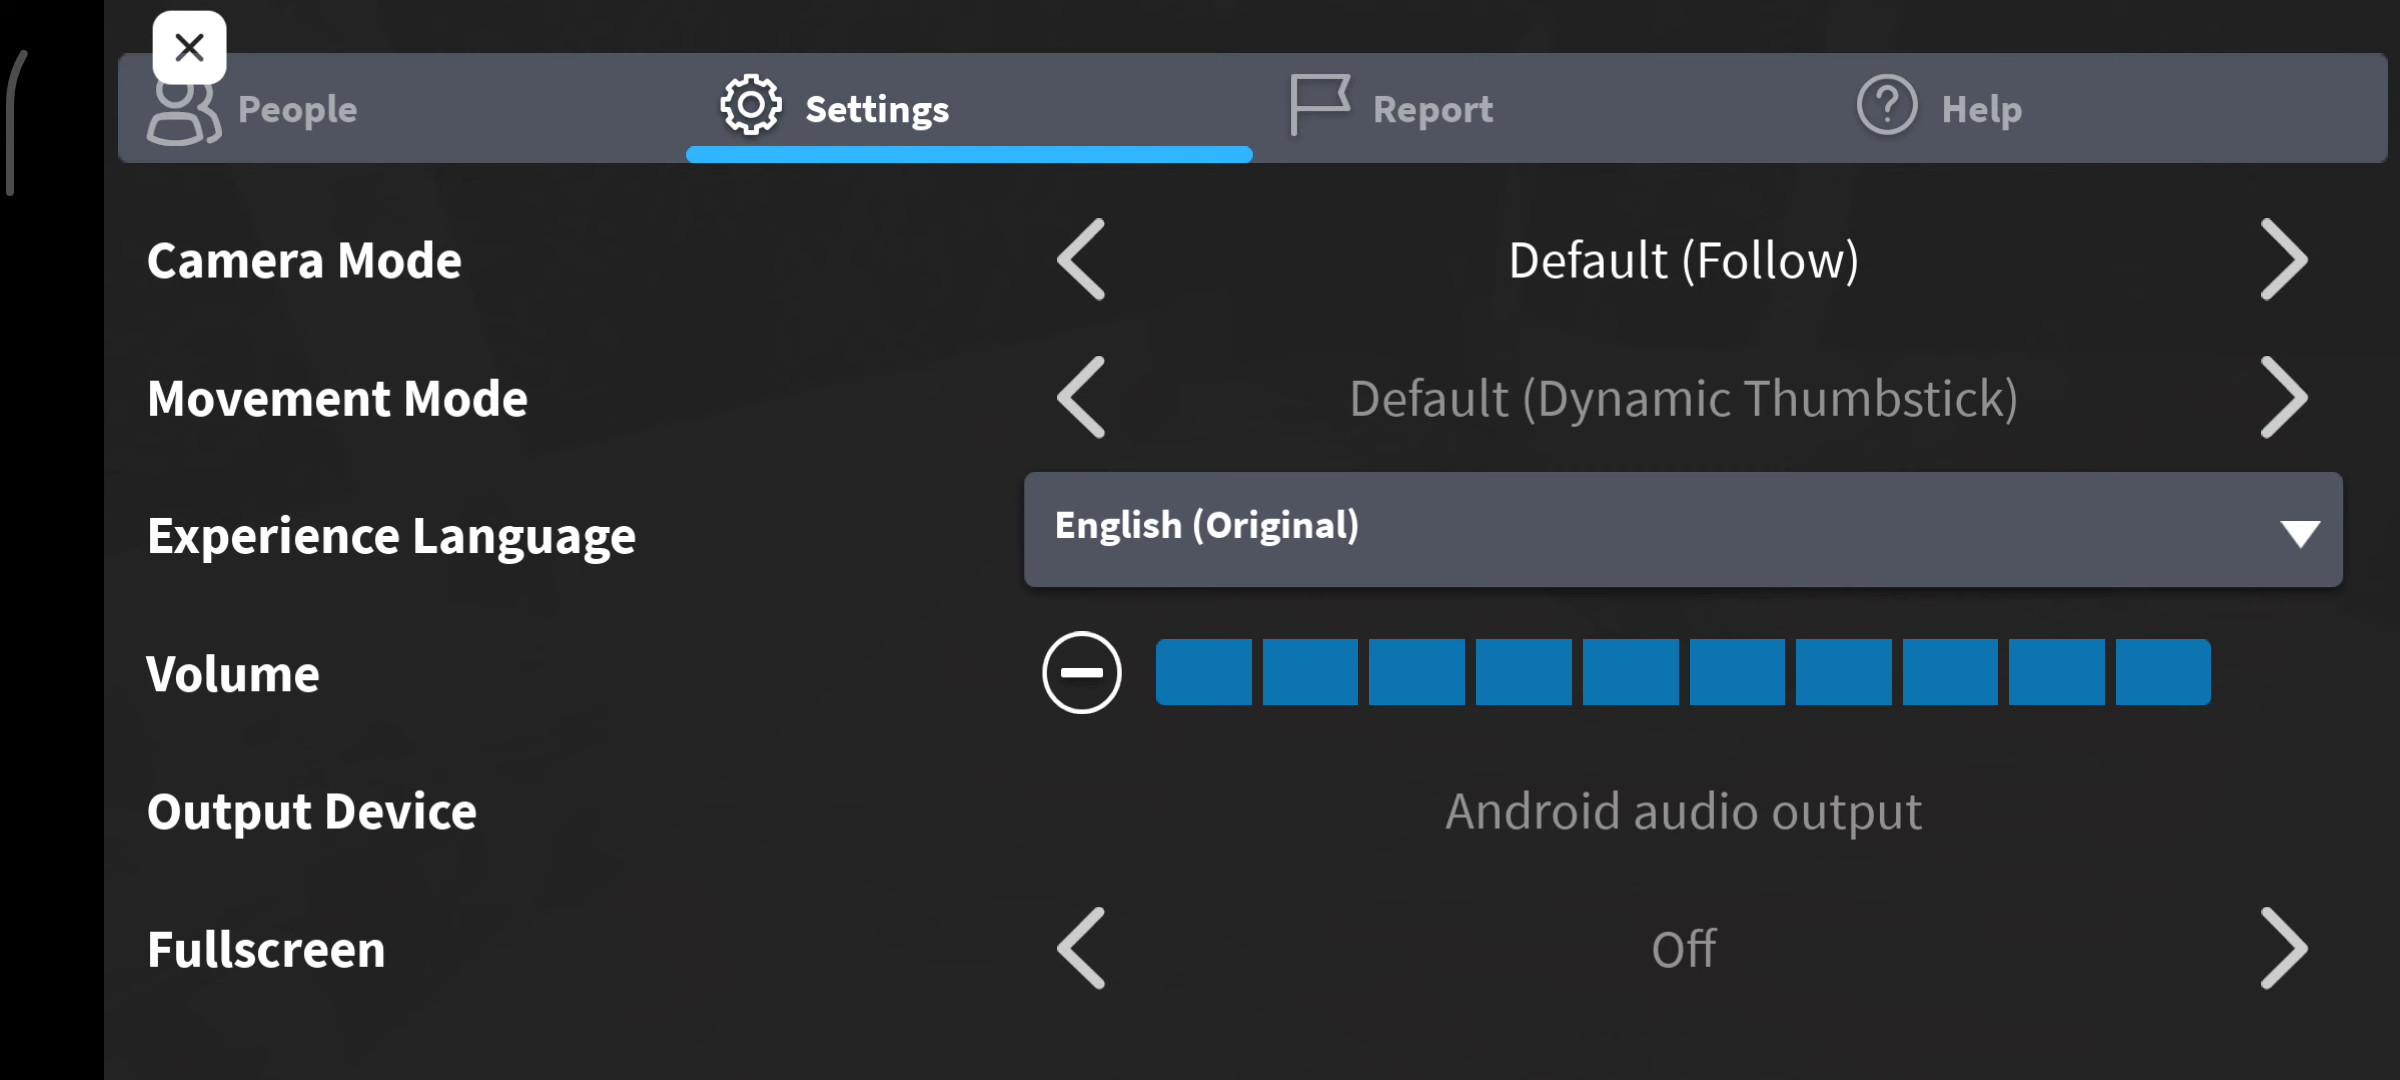 People
Settings
Report
Help
Camera Mode
Default (Follow)
Movement Mode
Default (Dynamic Thumbstick)
Experience Language
English (Original)
Volume
Output Device
Android audio output
Fullscreen
Off